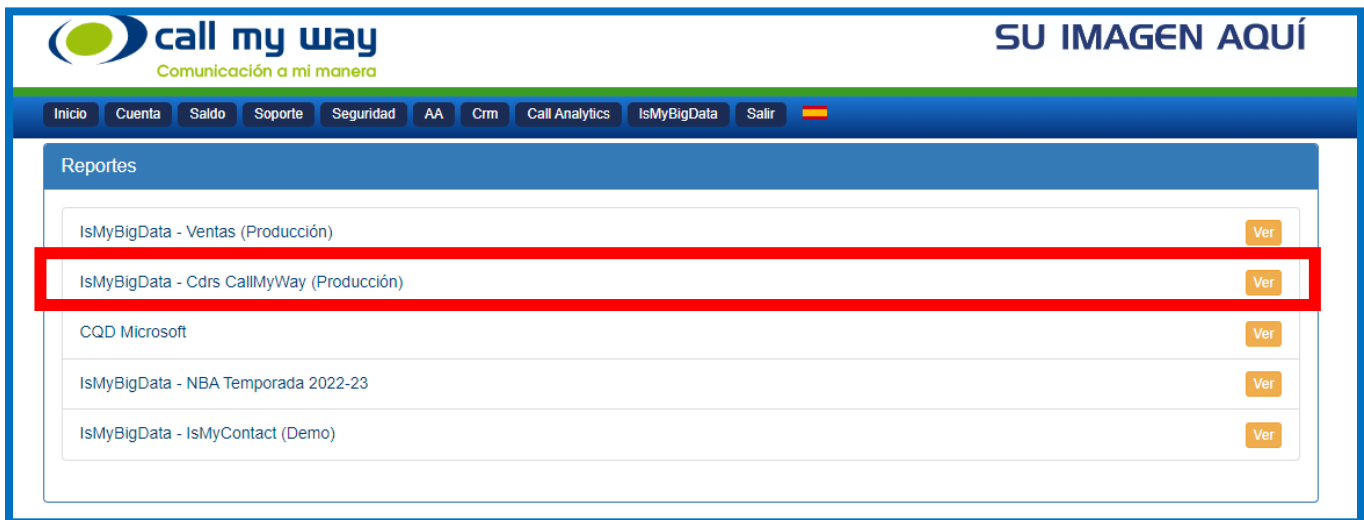 call my way
SU IMAGEN AQUÍ
Comunicación a mi manera
Inicio Cuenta Saldo Soporte Seguridad AA Crm Call Analytics IsMyBigData Salir
Reportes
IsMyBigData - Ventas (Producción) Ver
IsMyBigData - Cdrs CallMyWay (Producción) Ver
CQD Microsoft Ver
IsMyBigData - NBA Temporada 2022-23 Ver
IsMyBigData - IsMyContact (Demo) Ver